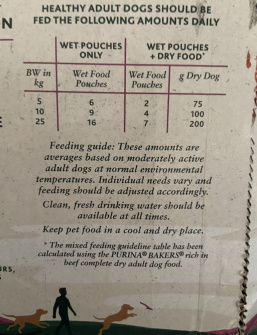 HEALTHY ADULT DOGS SHOULD BE
FED THE FOLLOWING AMOUNTS DAILY
WET POUCHES ONLY WET POUCHES + DRY FOOD*
BW in kg Wet Food Pouches Wet Food Pouches g Dry Dog
5 6 2 75
10 9 4 100
25 16 7 200
Feeding guide: These amounts are
averages based on moderately active
adult dogs at normal environmental
temperatures. Individual needs vary and
feeding should be adjusted accordingly.
Clean, fresh drinking water should be
available at all times.
Keep pet food in a cool and dry place.
* The mixed feeding guideline table has been
calculated using the PURINA® BAKERS® rich in
beef complete dry adult dog food.